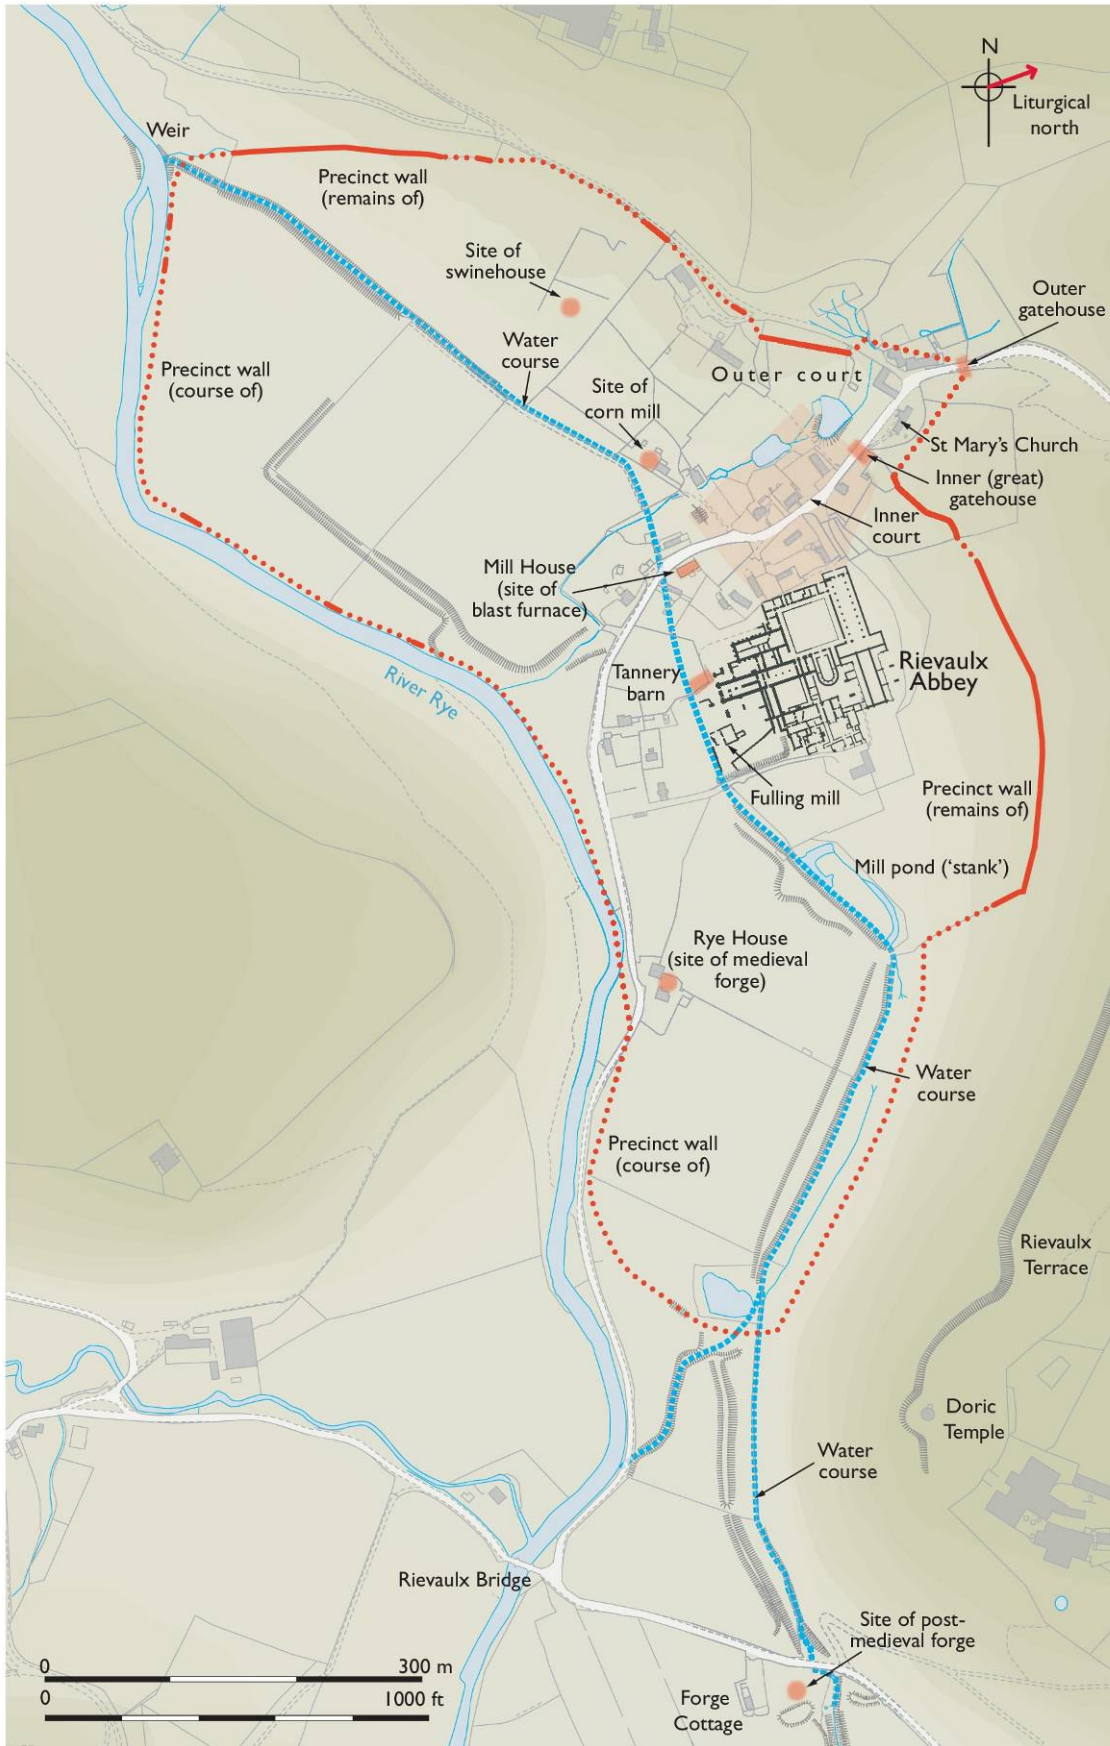 N
Liturgical
north
Weir
Precinct wall
(remains of)
Site of
swinehouse
Outer
gatehouse
Water
course
Precinct wall
(course of)
Outer court
Site of
corn mill
St Mary's Church
Inner (great)
gatehouse
Inner
court
Mill House
(site of
blast furnace)
Rievaulx
Abbey
Tannery
barn
River Rye
Fulling mill
Precinct wall
(remains of)
Mill pond ('stank')
Rye House
(site of medieval
forge)
Water
course
Precinct wall
(course of)
Rievaulx
Terrace
Doric
Temple
Water
course
Rievaulx Bridge
Site of post-
medieval forge
0 300 m
0 1000 ft
Forge
Cottage